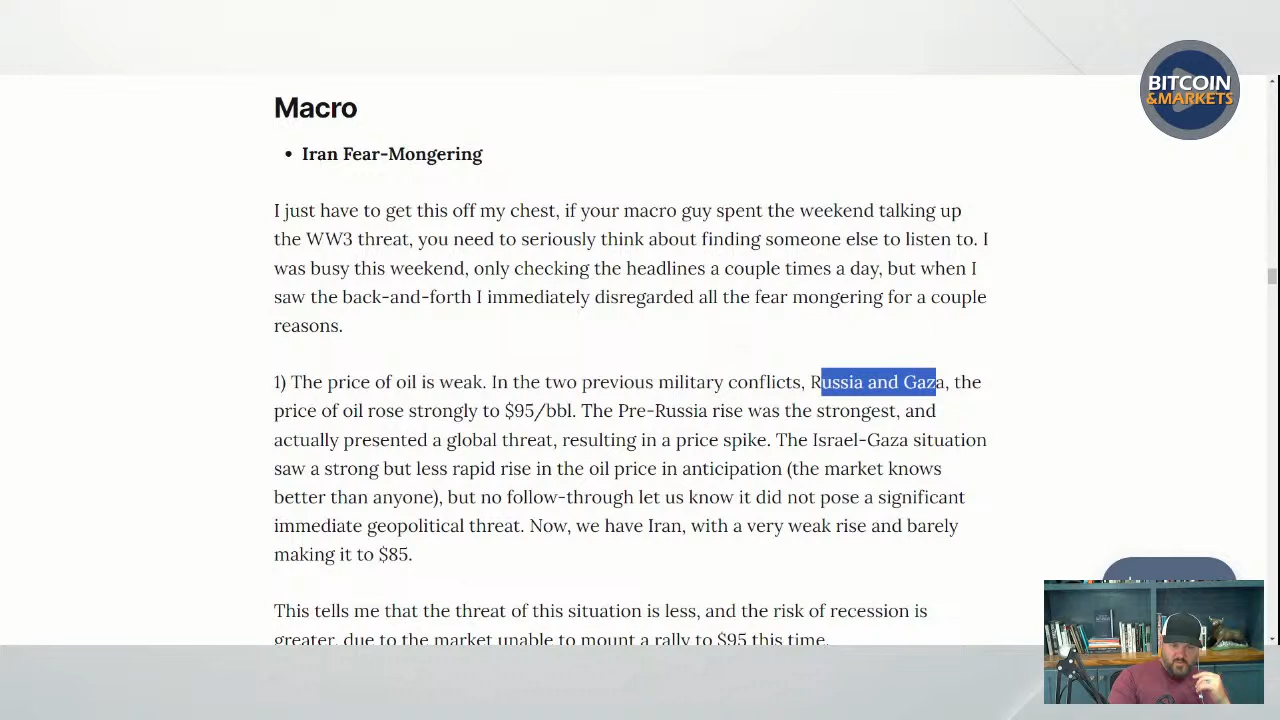 BITCOIN
&MARKETS
Macro
• Iran Fear-Mongering
I just have to get this off my chest, if your macro guy spent the weekend talking up
the WW3 threat, you need to seriously think about finding someone else to listen to. I
was busy this weekend, only checking the headlines a couple times a day, but when I
saw the back-and-forth I immediately disregarded all the fear mongering for a couple
reasons.
1) The price of oil is weak. In the two previous military conflicts, Russia and Gaza, the
price of oil rose strongly to $95/bbl. The Pre-Russia rise was the strongest, and
actually presented a global threat, resulting in a price spike. The Israel-Gaza situation
saw a strong but less rapid rise in the oil price in anticipation (the market knows
better than anyone), but no follow-through let us know it did not pose a significant
immediate geopolitical threat. Now, we have Iran, with a very weak rise and barely
making it to $85.
This tells me that the threat of this situation is less, and the risk of recession is
greater, due to the market unable to mount a rally to $95 this time.